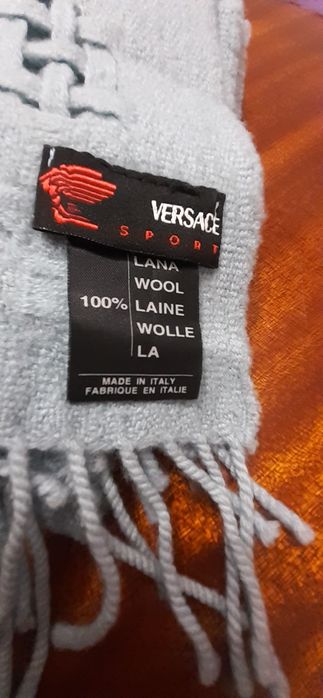 VERSACE
SPORT
LANA
WOOL
100% LAINE
WOLLE
LA
MADE IN ITALY
FABRIQUE EN ITALIE